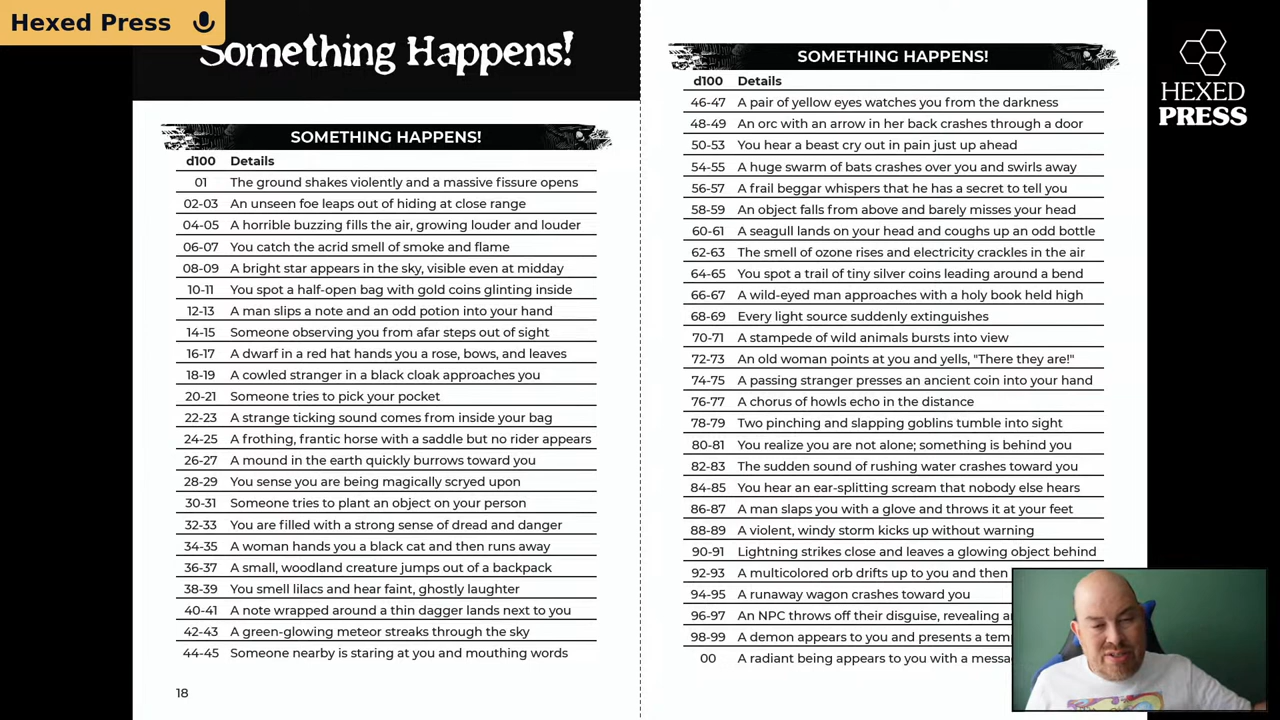 Hexed Press
Something Happens!
SOMETHING HAPPENS!
d100 Details
01 The ground shakes violently and a massive fissure opens
02-03 An unseen foe leaps out of hiding at close range
04-05 A horrible buzzing fills the air, growing louder and louder
06-07 You catch the acrid smell of smoke and flame
08-09 A bright star appears in the sky, visible even at midday
10-11 You spot a half-open bag with gold coins glinting inside
12-13 A man slips a note and an odd potion into your hand
14-15 Someone observing you from afar steps out of sight
16-17 A dwarf in a red hat hands you a rose, bows, and leaves
18-19 A cowled stranger in a black cloak approaches you
20-21 Someone tries to pick your pocket
22-23 A strange ticking sound comes from inside your bag
24-25 A frothing, frantic horse with a saddle but no rider appears
26-27 A mound in the earth quickly burrows toward you
28-29 You sense you are being magically scryed upon
30-31 Someone tries to plant an object on your person
32-33 You are filled with a strong sense of dread and danger
34-35 A woman hands you a black cat and then runs away
36-37 A small, woodland creature jumps out of a backpack
38-39 You smell lilacs and hear faint, ghostly laughter
40-41 A note wrapped around a thin dagger lands next to you
42-43 A green-glowing meteor streaks through the sky
44-45 Someone nearby is staring at you and mouthing words
18
SOMETHING HAPPENS!
d100 Details
46-47 A pair of yellow eyes watches you from the darkness
48-49 An orc with an arrow in her back crashes through a door
50-53 You hear a beast cry out in pain just up ahead
54-55 A huge swarm of bats crashes over you and swirls away
56-57 A frail beggar whispers that he has a secret to tell you
58-59 An object falls from above and barely misses your head
60-61 A seagull lands on your head and coughs up an odd bottle
62-63 The smell of ozone rises and electricity crackles in the air
64-65 You spot a trail of tiny silver coins leading around a bend
66-67 A wild-eyed man approaches with a holy book held high
68-69 Every light source suddenly extinguishes
70-71 A stampede of wild animals bursts into view
72-73 An old woman points at you and yells, "There they are!"
74-75 A passing stranger presses an ancient coin into your hand
76-77 A chorus of howls echo in the distance
78-79 Two pinching and slapping goblins tumble into sight
80-81 You realize you are not alone; something is behind you
82-83 The sudden sound of rushing water crashes toward you
84-85 You hear an ear-splitting scream that nobody else hears
86-87 A man slaps you with a glove and throws it at your feet
88-89 A violent, windy storm kicks up without warning
90-91 Lightning strikes close and leaves a glowing object behind
92-93 A multicolored orb drifts up to you and then
94-95 A runaway wagon crashes toward you
96-97 An NPC throws off their disguise, revealing
98-99 A demon appears to you and presents a
00 A radiant being appears to you with a
HEXED
PRESS